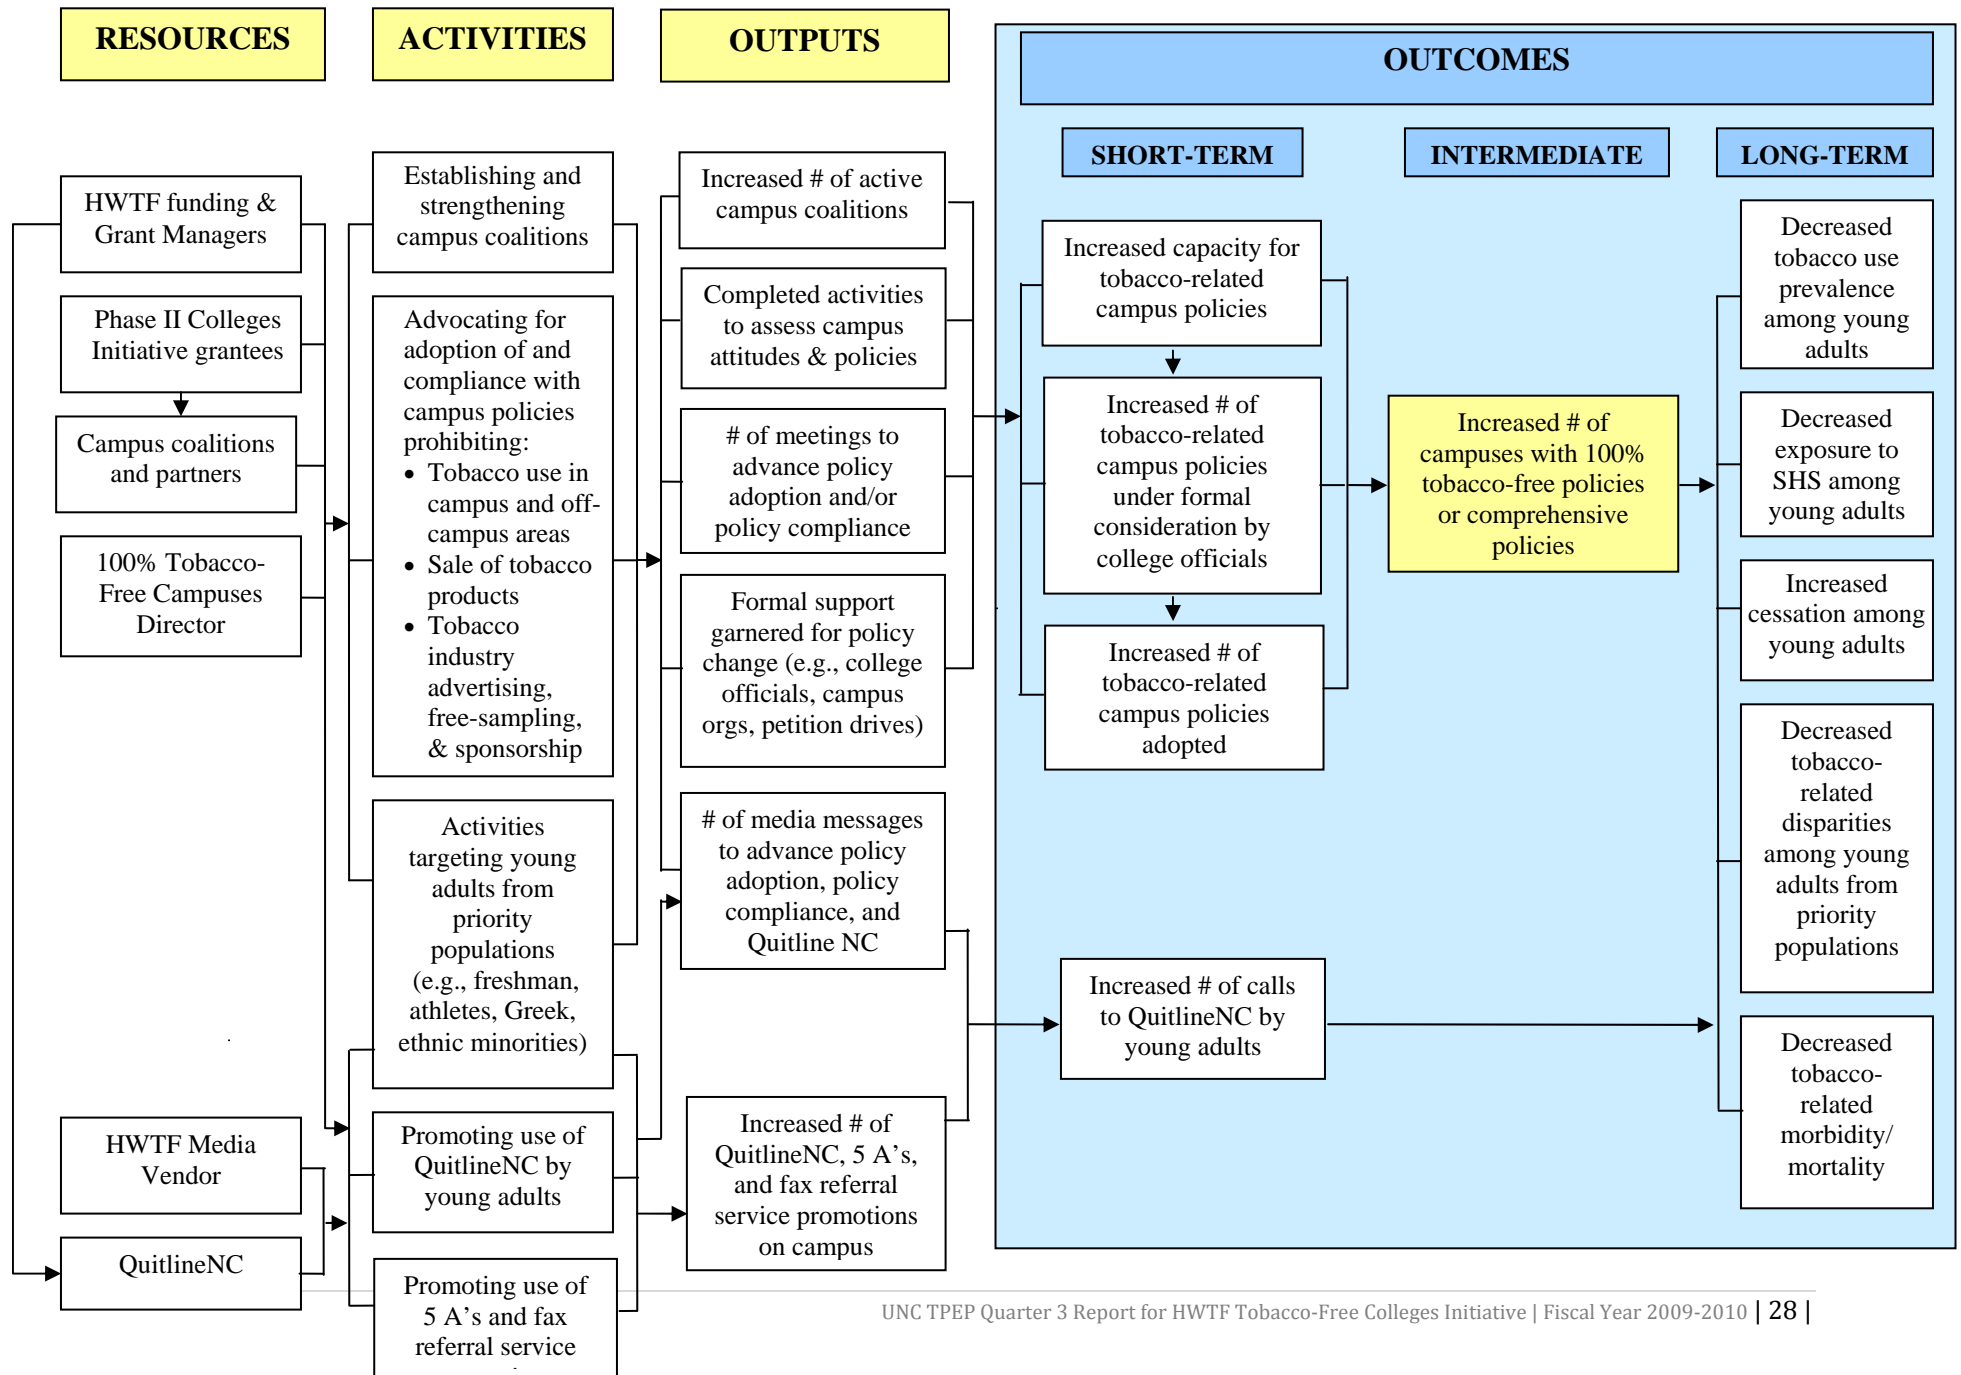 RESOURCES
ACTIVITIES
OUTPUTS
OUTCOMES
SHORT-TERM
INTERMEDIATE
LONG-TERM
HWTF funding &
Grant Managers
Phase II Colleges
Initiative grantees
Campus coalitions
and partners
100% Tobacco-
Free Campuses
Director
HWTF Media
Vendor
QuitlineNC
Establishing and
strengthening
campus coalitions
Advocating for
adoption of and
compliance with
campus policies
prohibiting:
• Tobacco use in
campus and off-
campus areas
• Sale of tobacco
products
• Tobacco
industry
advertising,
free-sampling,
& sponsorship
Activities
targeting young
adults from
priority
populations
(e.g., freshman,
athletes, Greek,
ethnic minorities)
Promoting use of
QuitlineNC by
young adults
Promoting use of
5 A’s and fax
referral service
Increased # of active
campus coalitions
Completed activities
to assess campus
attitudes & policies
# of meetings to
advance policy
adoption and/or
policy compliance
Formal support
garnered for policy
change (e.g., college
officials, campus
orgs, petition drives)
# of media messages
to advance policy
adoption, policy
compliance, and
Quitline NC
Increased # of
QuitlineNC, 5 A’s,
and fax referral
service promotions
on campus
Increased capacity for
tobacco-related
campus policies
Increased # of
tobacco-related
campus policies
under formal
consideration by
college officials
Increased # of
tobacco-related
campus policies
adopted
Increased # of calls
to QuitlineNC by
young adults
Increased # of
campuses with 100%
tobacco-free policies
or comprehensive
policies
Decreased
tobacco use
prevalence
among young
adults
Decreased
exposure to
SHS among
young adults
Increased
cessation among
young adults
Decreased
tobacco-
related
disparities
among young
adults from
priority
populations
Decreased
tobacco-
related
morbidity/
mortality
UNC TPEP Quarter 3 Report for HWTF Tobacco-Free Colleges Initiative | Fiscal Year 2009-2010 | 28 |